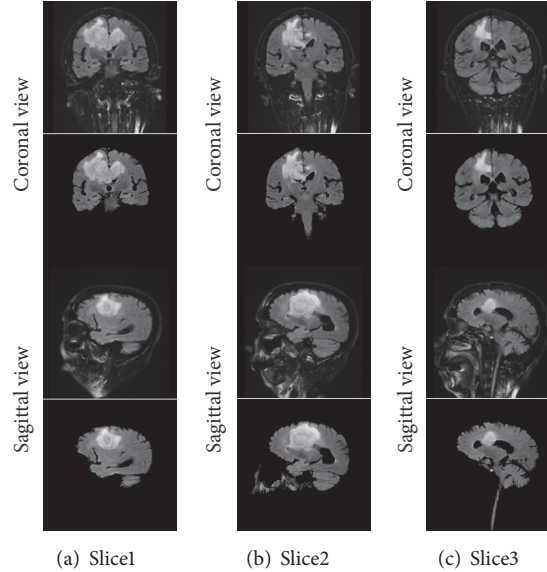 Coronal view
Coronal view
Coronal view
Sagittal view
Sagittal view
Sagittal view
(a) Slice1
(b) Slice2
(c) Slice3